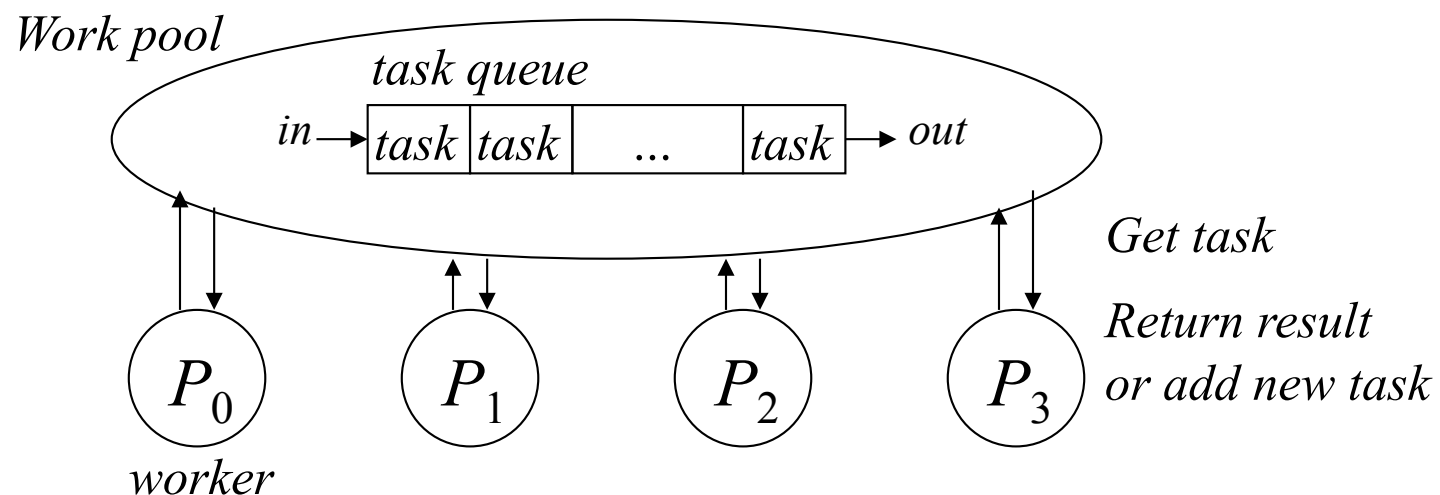 Work pool
task queue
in task task ... task out
Get task
Return result
or add new task
P0 P1 P2 P3
worker